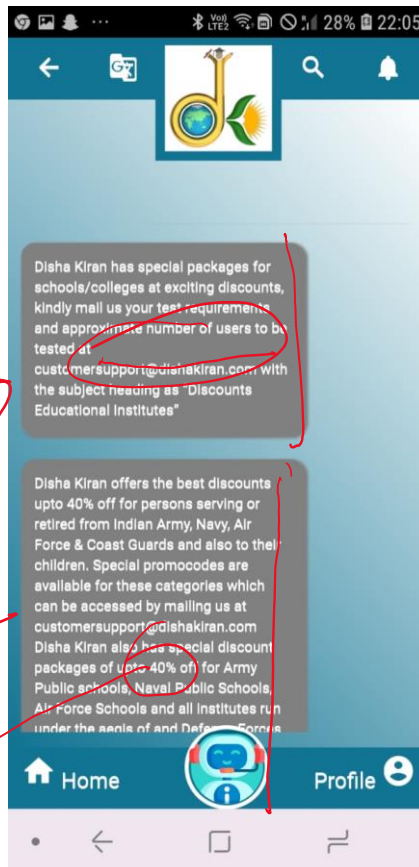 Voo) LTE2 28% 22:05
Disha Kiran has special packages for
schools/colleges at exciting discounts,
kindly mail us your test requirements
and approximate number of users to be
tested at
customersupport@dishakiran.com with
the subject heading as "Discounts
Educational Institutes"
Disha Kiran offers the best discounts
upto 40% off for persons serving or
retired from Indian Army, Navy, Air
Force & Coast Guards and also to their
children. Special promocodes are
available for these categories which
can be accessed by mailing us at
customersupport@dishakiran.com
Disha Kiran also has special discount
packages of upto 40% off for Army
Public schools, Naval Public Schools,
Air Force Schools and all Institutes run
under the aegis of and Defence Forces
Home
Profile